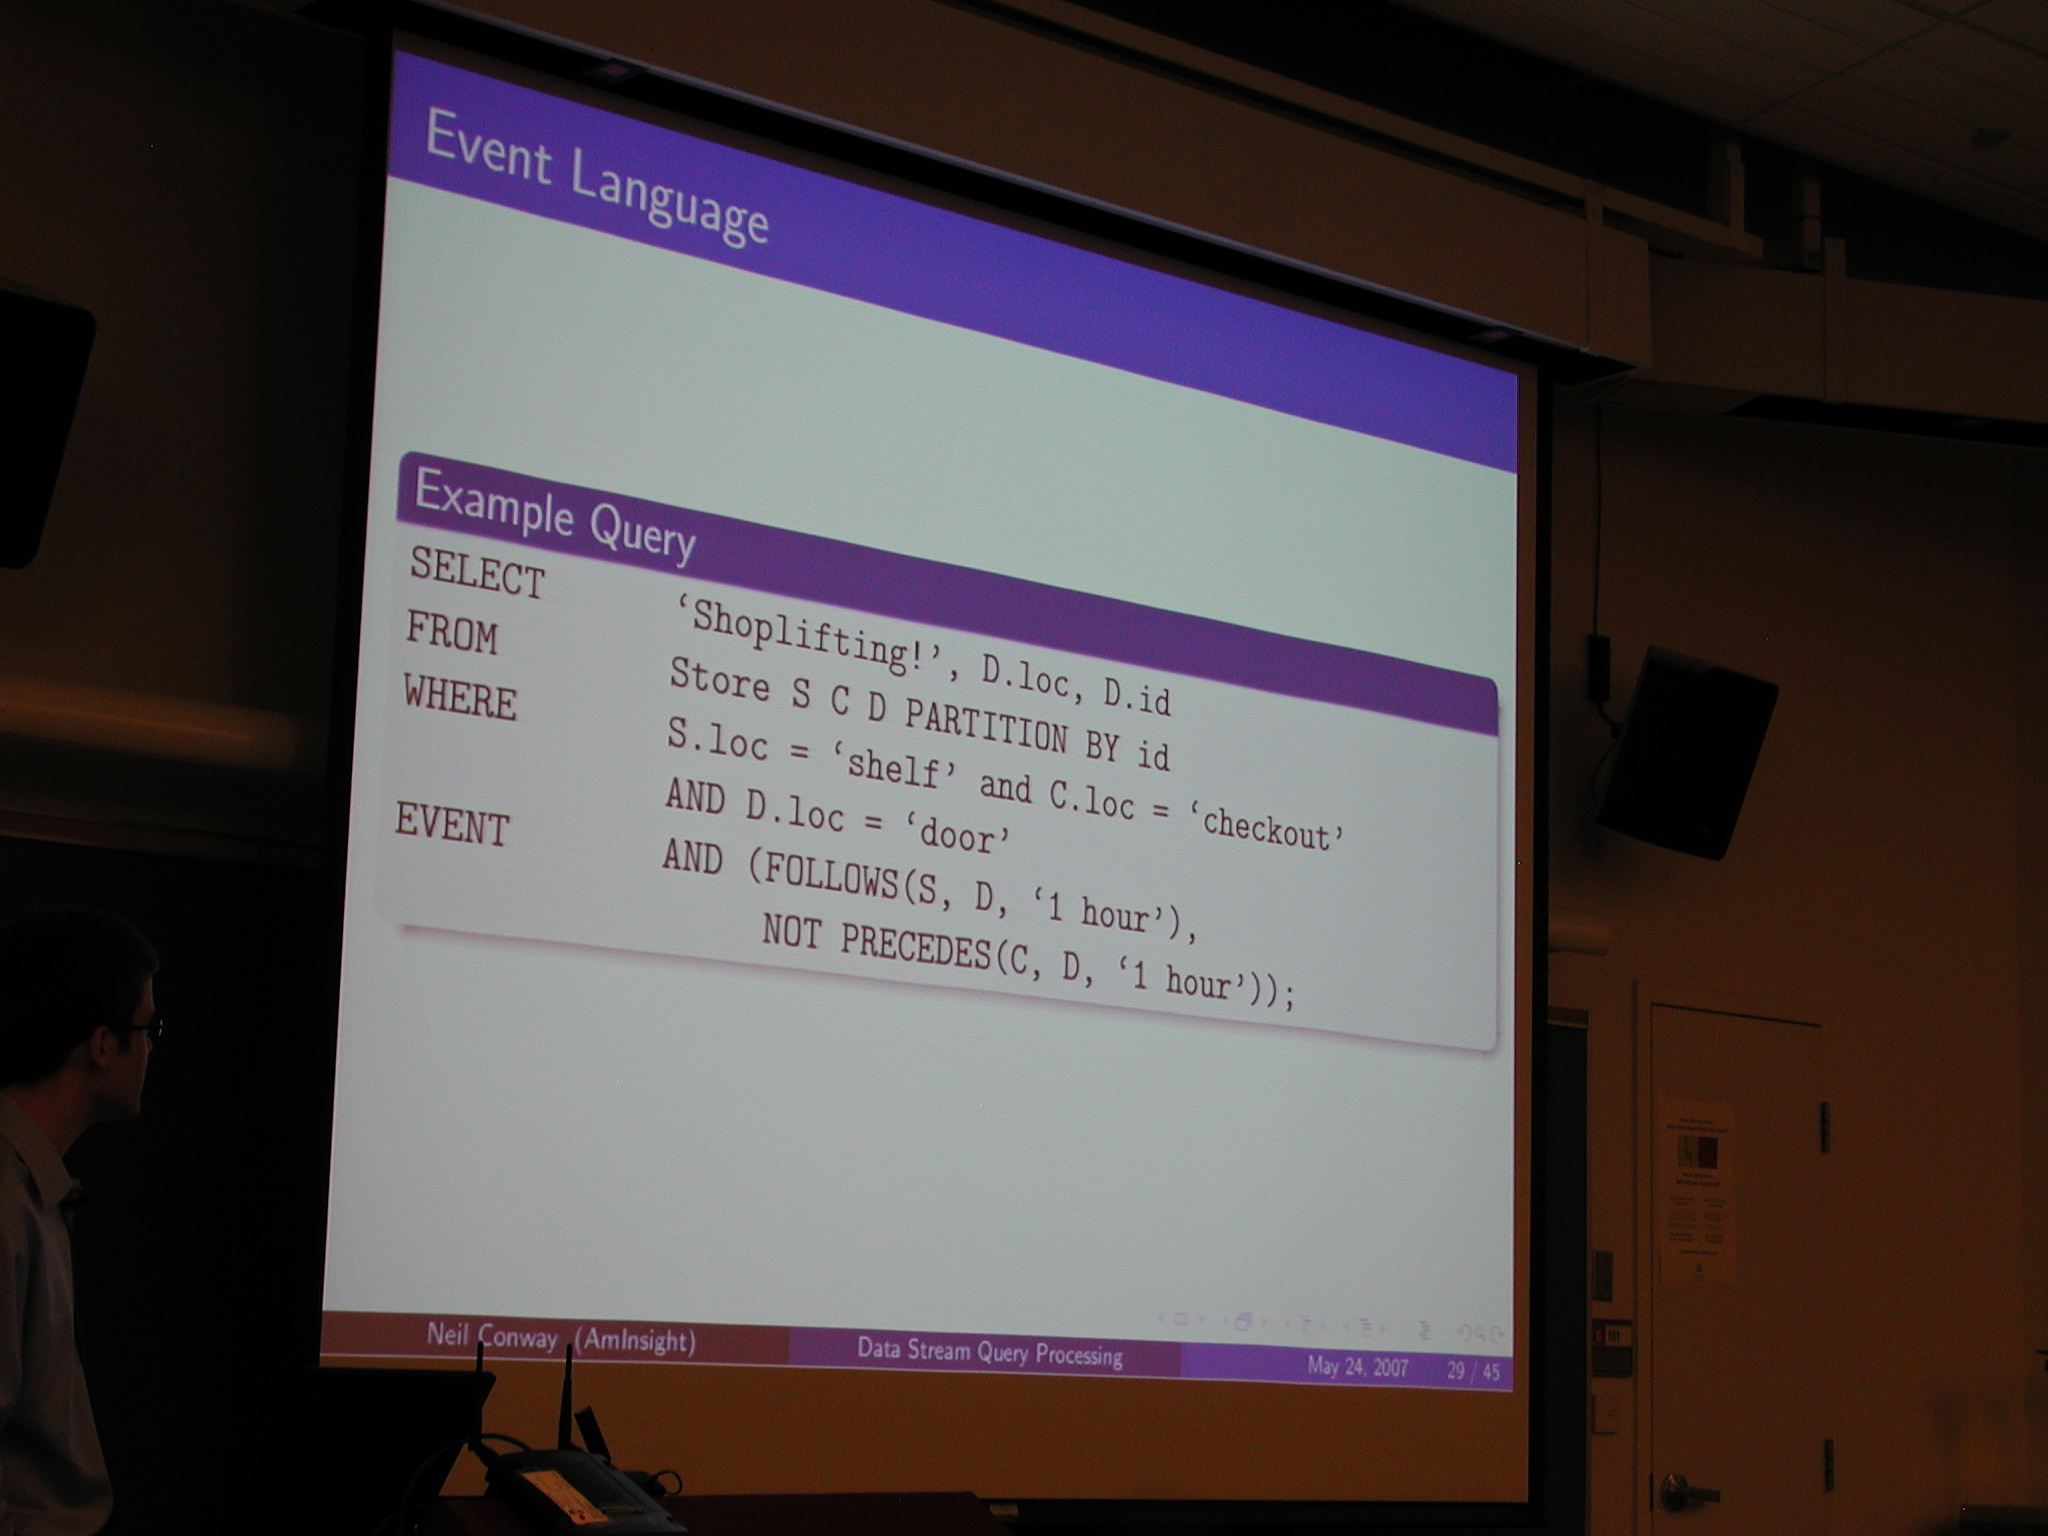 Event Language
Example Query
SELECT ‘Shoplifting!’, D.loc, D.id
FROM Store S C D PARTITION BY id
WHERE S.loc = ‘shelf’ and C.loc = ‘checkout’
AND D.loc = ‘door’
EVENT AND (FOLLOWS(S, D, ‘1 hour’),
NOT PRECEDES(C, D, ‘1 hour’));
Neil Conway (AmInsight) Data Stream Query Processing May 24, 2007 29 / 45
151